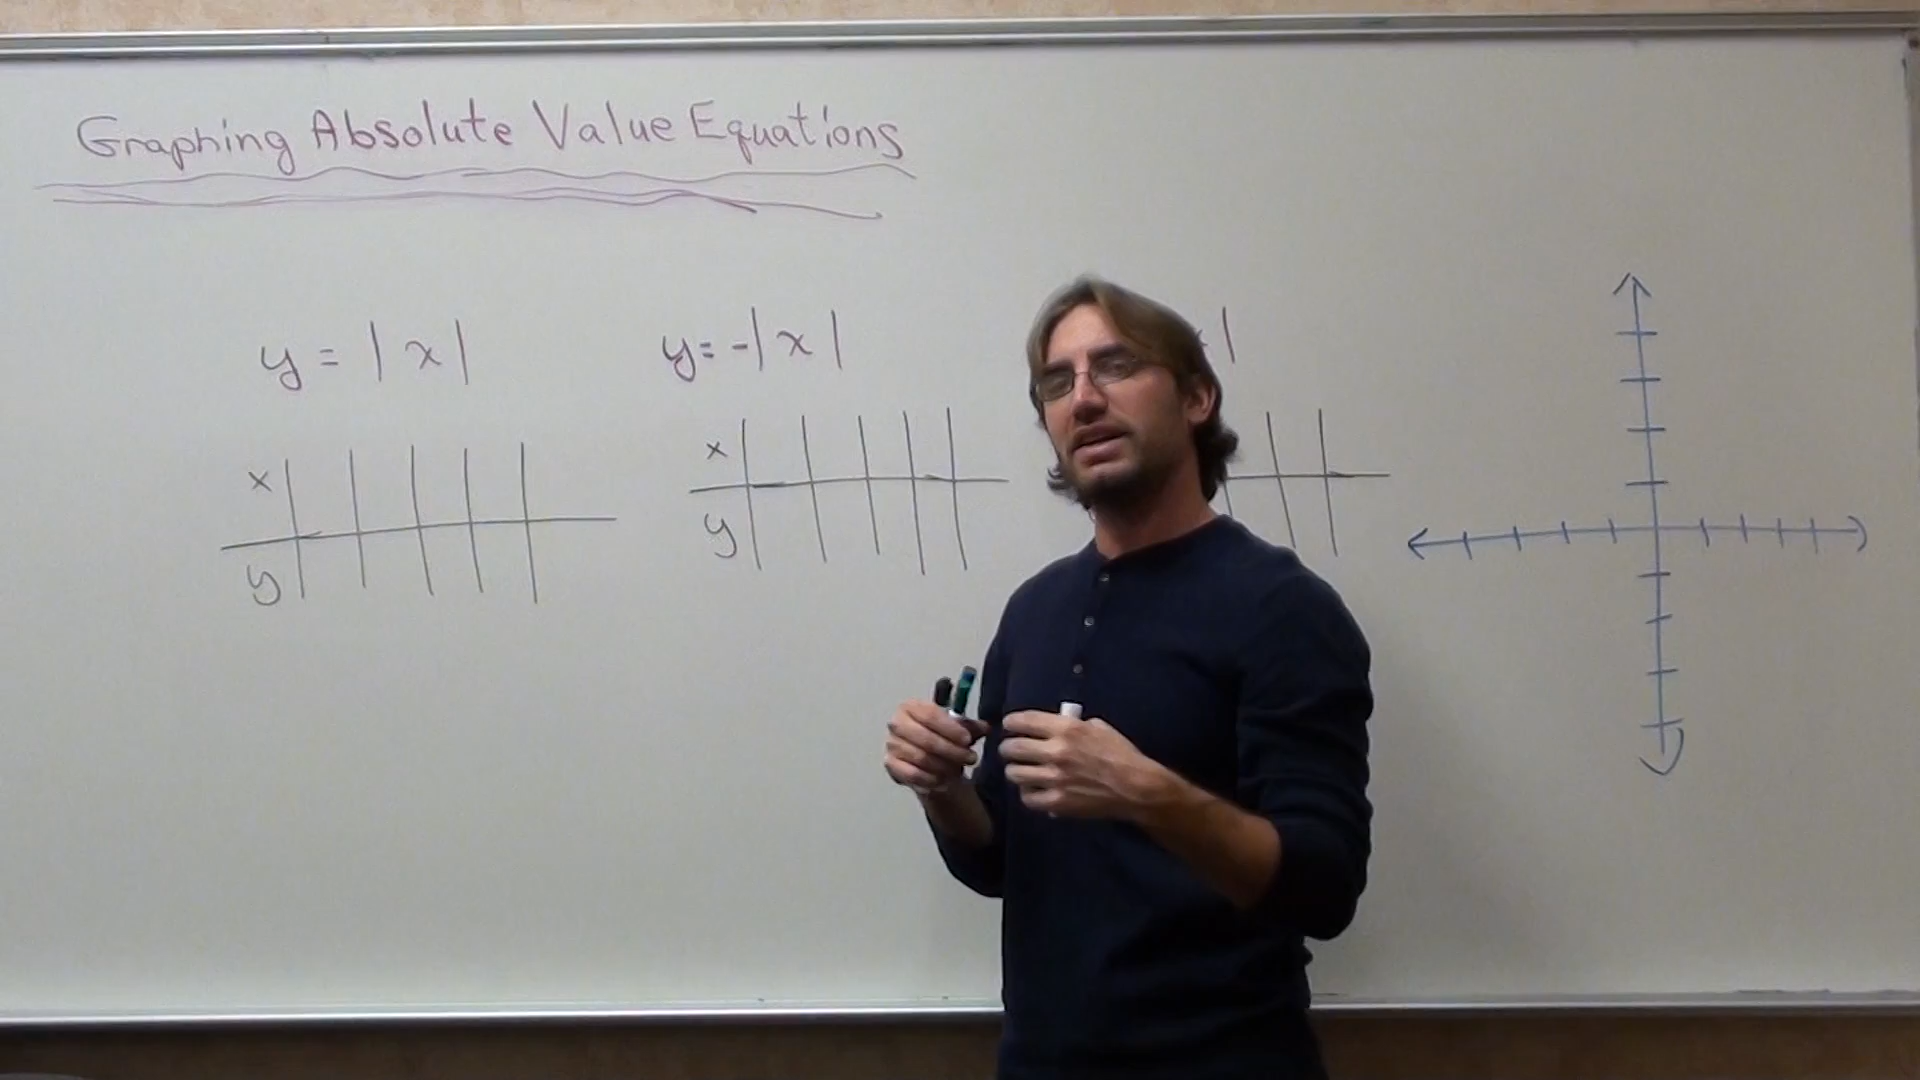 Graphing Absolute Value Equations
y = |x|
y = -|x|
x|
x
y
x
y